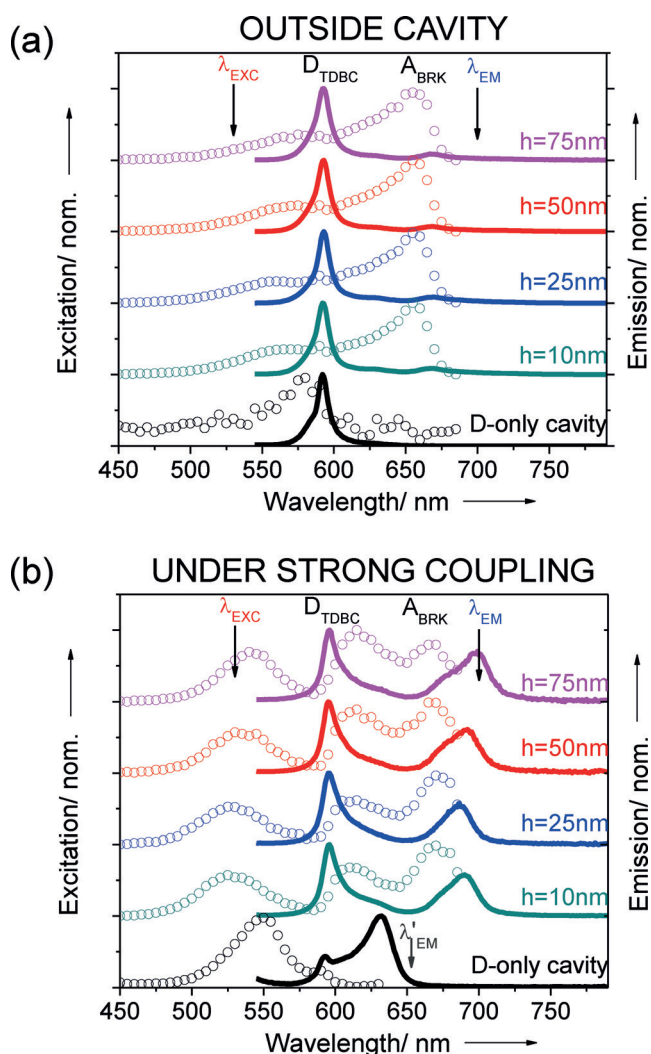 (a)
OUTSIDE CAVITY
λEXC DTDBC ABRK λEM
Excitation/ nom.
Emission/ nom.
h=75nm
h=50nm
h=25nm
h=10nm
D-only cavity
450 500 550 600 650 700 750
Wavelength/ nm
(b)
UNDER STRONG COUPLING
λEXC DTDBC ABRK λEM
Excitation/ nom.
Emission/ nom.
h=75nm
h=50nm
h=25nm
h=10nm
λ'EM
D-only cavity
450 500 550 600 650 700 750
Wavelength/ nm